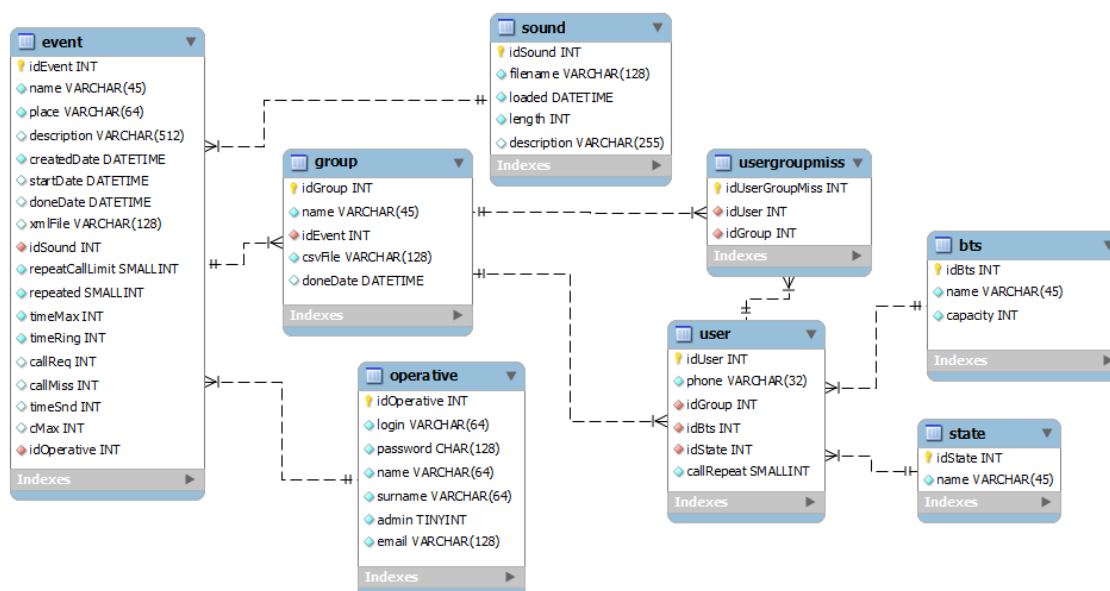 event
idEvent INT
name VARCHAR(45)
place VARCHAR(64)
description VARCHAR(512)
createdDate DATETIME
startDate DATETIME
doneDate DATETIME
xmlFile VARCHAR(128)
idSound INT
repeatCallLimit SMALLINT
repeated SMALLINT
timeMax INT
timeRing INT
callReq INT
callMiss INT
timeSnd INT
cMax INT
idOperative INT
Indexes
sound
idSound INT
filename VARCHAR(128)
loaded DATETIME
length INT
description VARCHAR(255)
Indexes
group
idGroup INT
name VARCHAR(45)
idEvent INT
csvFile VARCHAR(128)
doneDate DATETIME
Indexes
usergroupmiss
idUserGroupMiss INT
idUser INT
idGroup INT
Indexes
bts
idBts INT
name VARCHAR(45)
capacity INT
Indexes
user
idUser INT
phone VARCHAR(32)
idGroup INT
idBts INT
idState INT
callRepeat SMALLINT
Indexes
operative
idOperative INT
login VARCHAR(64)
password CHAR(128)
name VARCHAR(64)
surname VARCHAR(64)
admin TINYINT
email VARCHAR(128)
Indexes
state
idState INT
name VARCHAR(45)
Indexes